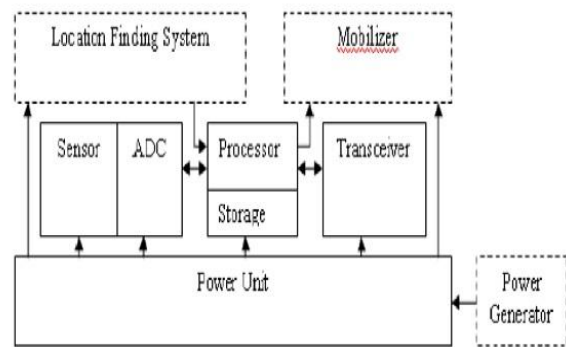 Location Finding System
Mobilizer
Sensor
ADC
Processor
Transceiver
Storage
Power Unit
Power
Generator